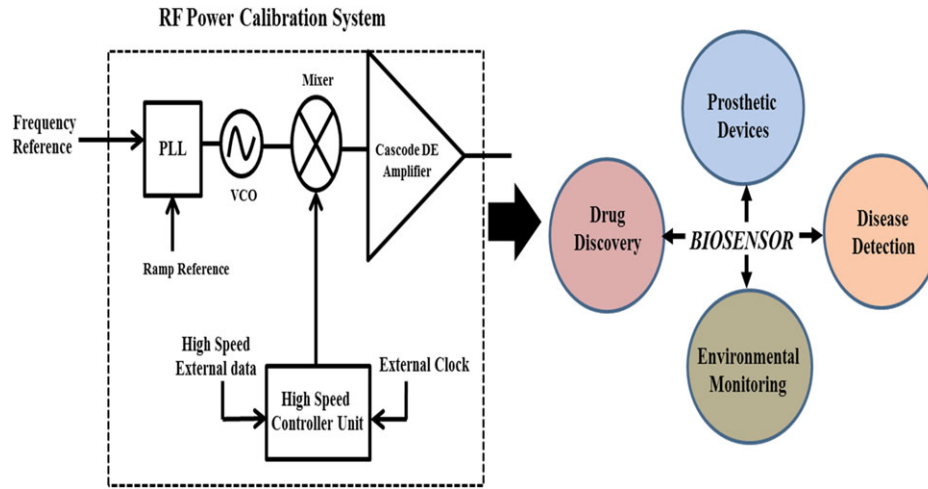 RF Power Calibration System
Frequency
Reference
PLL
VCO
Mixer
Cascode DE
Amplifier
Ramp Reference
High Speed
External data
External Clock
High Speed
Controller Unit
Prosthetic
Devices
Drug
Discovery
BIOSENSOR
Disease
Detection
Environmental
Monitoring